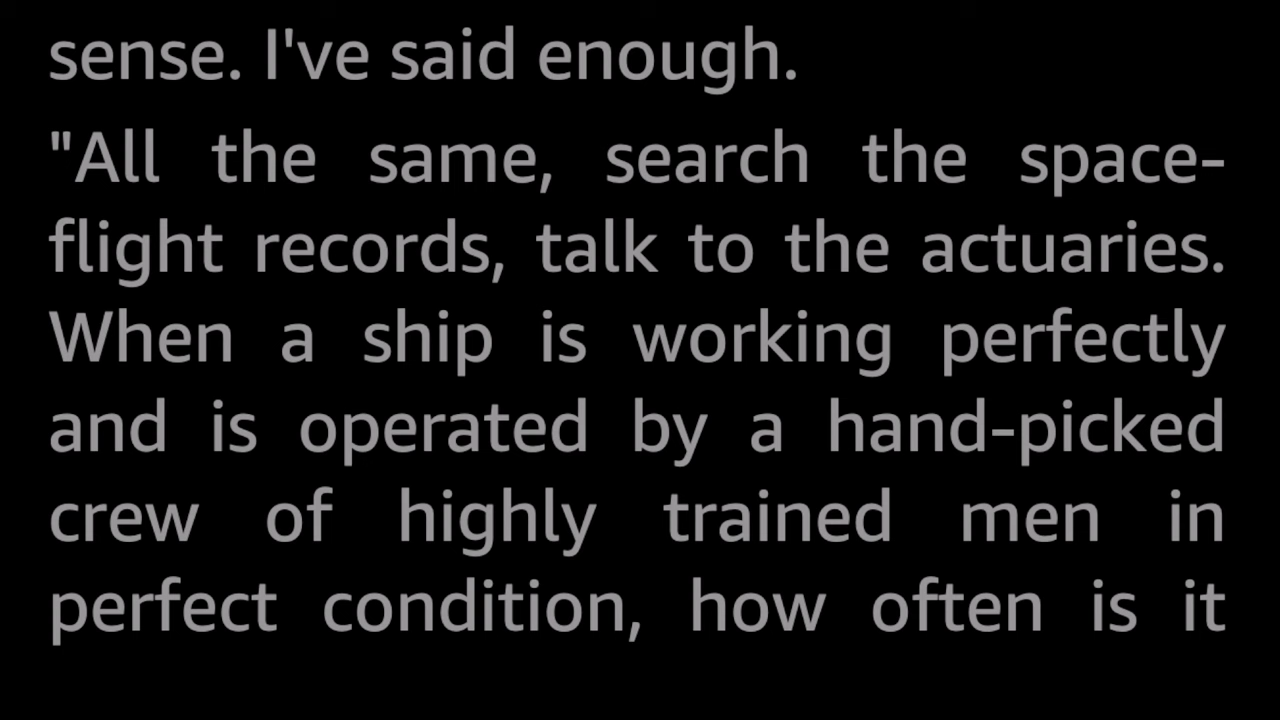 sense. I've said enough.
"All the same, search the space-
flight records, talk to the actuaries.
When a ship is working perfectly
and is operated by a hand-picked
crew of highly trained men in
perfect condition, how often is it